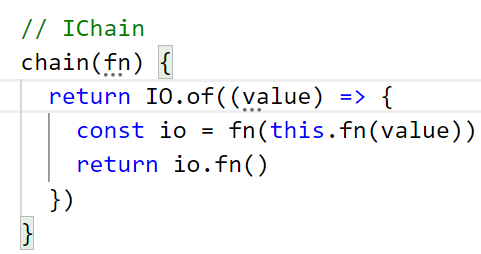 // IChain
chain(fn) {
return IO.of((value) => {
const io = fn(this.fn(value))
return io.fn()
})
}